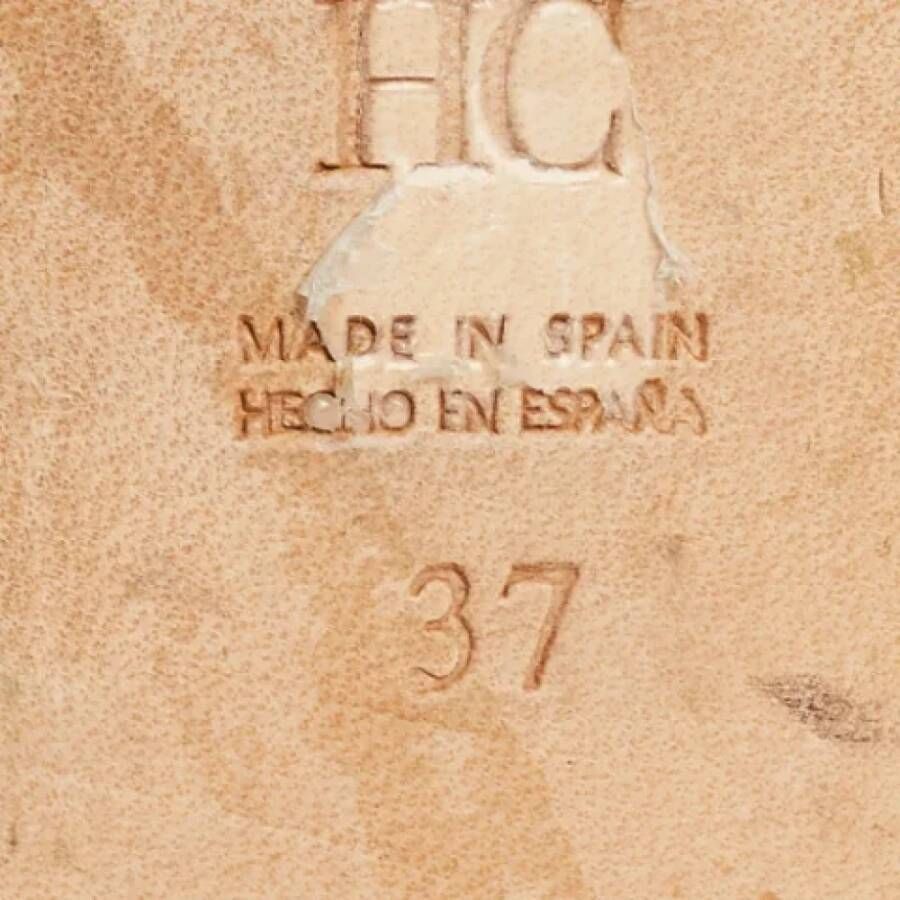 HC
MADE IN SPAIN
HECHO EN ESPAÑA
37